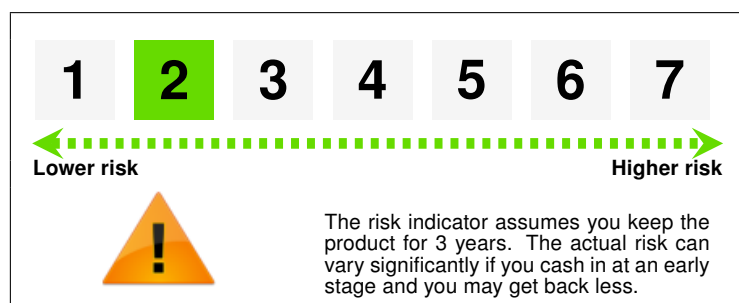 1 2 3 4 5 6 7
Lower risk Higher risk
The risk indicator assumes you keep the
product for 3 years. The actual risk can
vary significantly if you cash in at an early
stage and you may get back less.